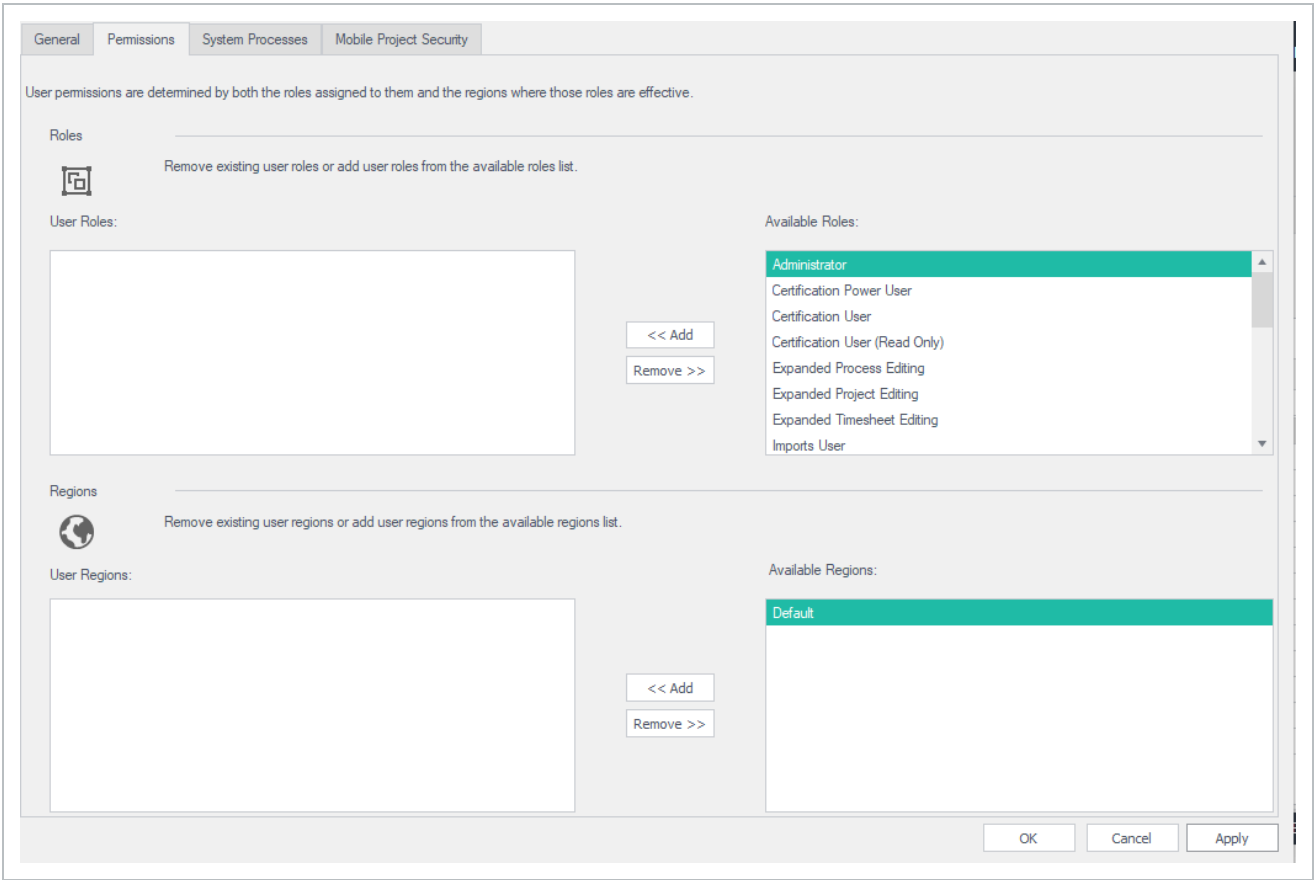 General Permissions System Processes Mobile Project Security
User permissions are determined by both the roles assigned to them and the regions where those roles are effective.
Roles
Remove existing user roles or add user roles from the available roles list.
User Roles:
Available Roles:
Administrator
Certification Power User
Certification User
Certification User (Read Only)
Expanded Process Editing
Expanded Project Editing
Expanded Timesheet Editing
Imports User
<< Add
Remove >>
Regions
Remove existing user regions or add user regions from the available regions list.
User Regions:
Available Regions:
Default
<< Add
Remove >>
OK Cancel Apply